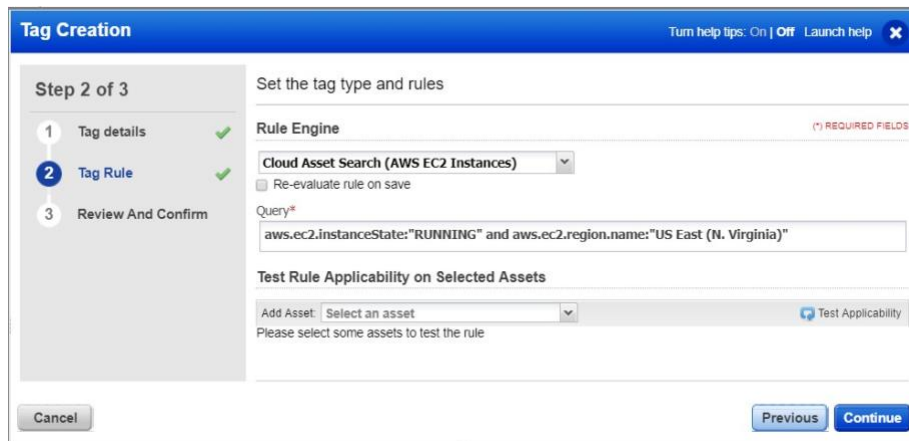 Tag Creation
Turn help tips: On | Off Launch help
Step 2 of 3
1 Tag details
2 Tag Rule
3 Review And Confirm
Set the tag type and rules
Rule Engine
(*) REQUIRED FIELDS
Cloud Asset Search (AWS EC2 Instances)
Re-evaluate rule on save
Query*
aws.ec2.instanceState:"RUNNING" and aws.ec2.region.name:"US East (N. Virginia)"
Test Rule Applicability on Selected Assets
Add Asset: Select an asset
Test Applicability
Please select some assets to test the rule
Cancel
Previous
Continue